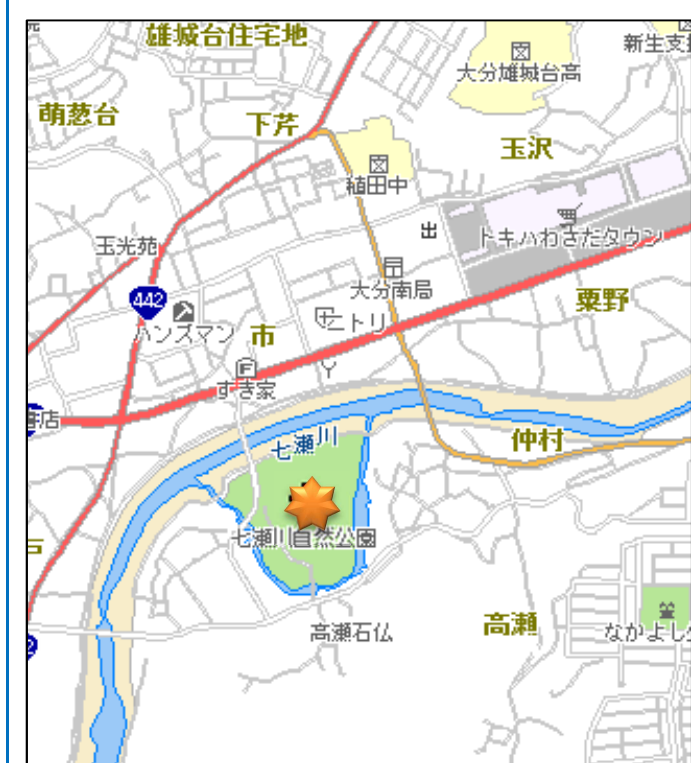 雄城台住宅地
新生支
大分雄城台高
萌葱台
下芹
玉沢
稙田中
出
トキハわさだタウン
玉光苑
大分南局
粟野
442
ハンズマン
ニトリ
市
すき家
書店
七瀬川
仲村
七瀬川自然公園
高瀬石仏
高瀬
なかよし